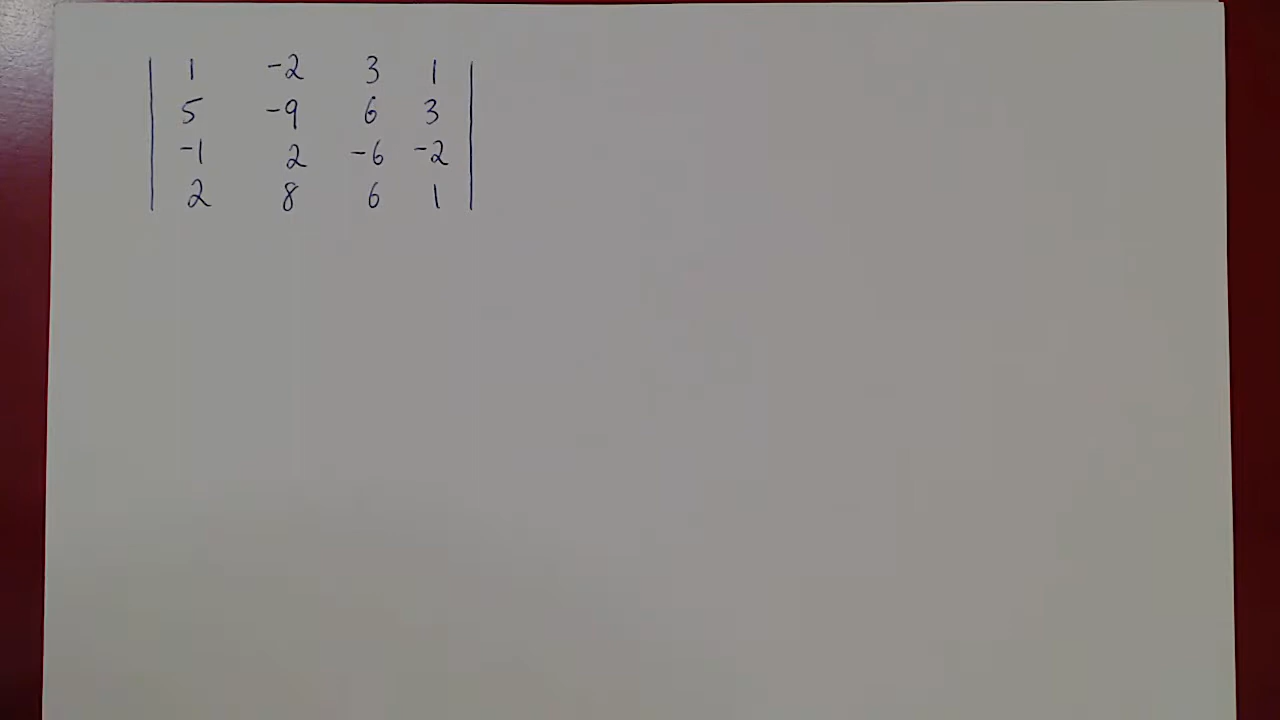 | 1 -2 3 1 |
| 5 -9 6 3 |
| -1 2 -6 -2 |
| 2 8 6 1 |